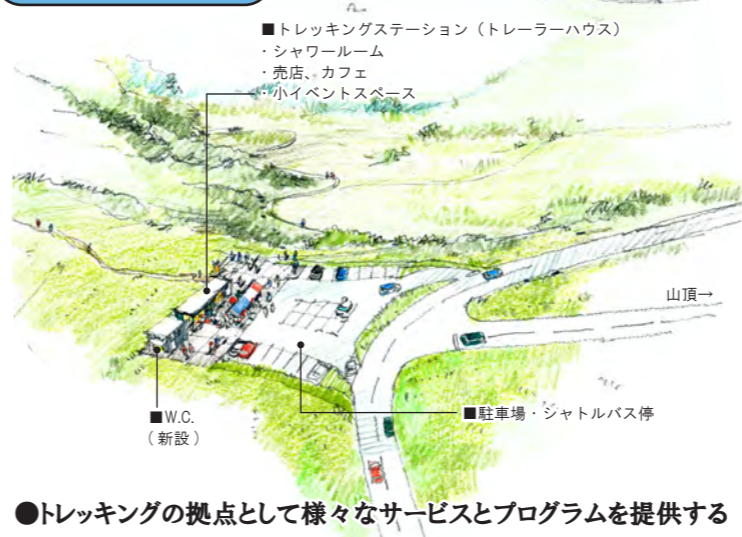 ■トレッキングステーション（トレーラーハウス）
・シャワールーム
・売店、カフェ
・小イベントスペース
山頂→
■W.C.
（新設）
■駐車場・シャトルバス停
●トレッキングの拠点として様々なサービスとプログラムを提供する